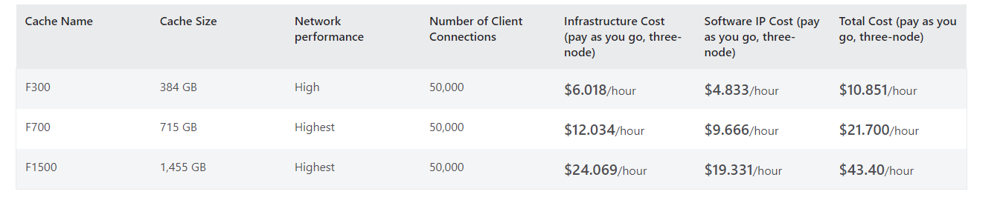 Cache Name
Cache Size
Network
performance
Number of Client
Connections
Infrastructure Cost
(pay as you go, three-
node)
Software IP Cost (pay
as you go, three-
node)
Total Cost (pay as you
go, three-node)
F300 384 GB High 50,000 $6.018/hour $4.833/hour $10.851/hour
F700 715 GB Highest 50,000 $12.034/hour $9.666/hour $21.700/hour
F1500 1,455 GB Highest 50,000 $24.069/hour $19.331/hour $43.40/hour